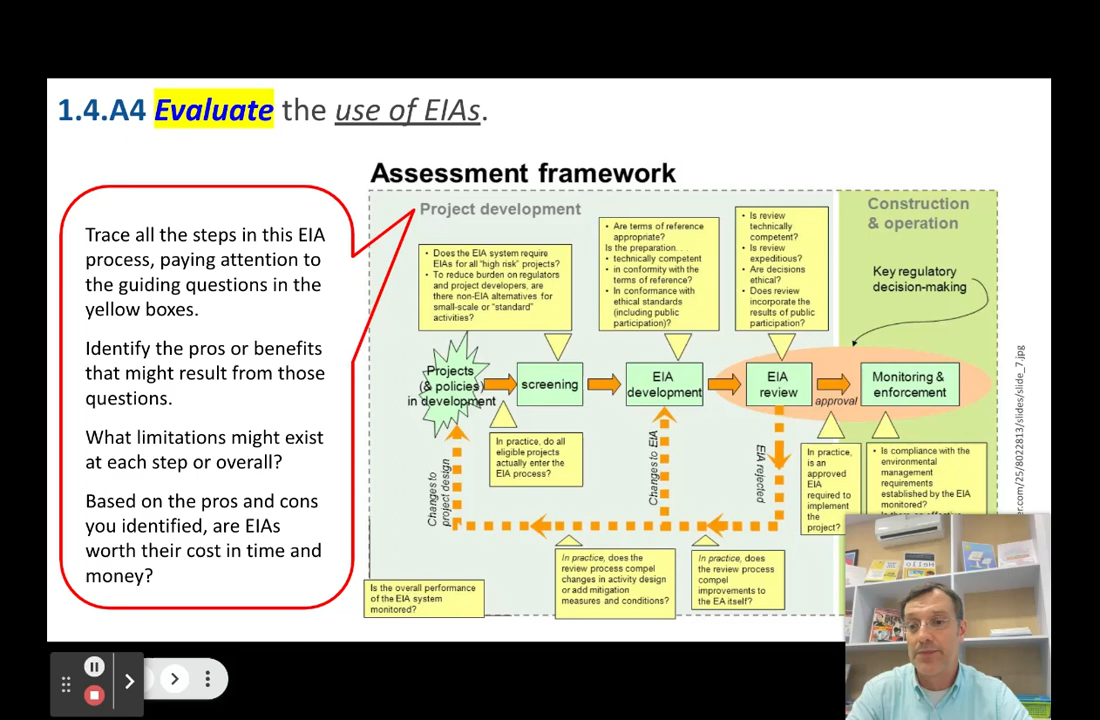 1.4.A4 Evaluate the use of EIAs.
Trace all the steps in this EIA
process, paying attention to
the guiding questions in the
yellow boxes.
Identify the pros or benefits
that might result from those
questions.
What limitations might exist
at each step or overall?
Based on the pros and cons
you identified, are EIAs
worth their cost in time and
money?
Assessment framework
Project development
Construction
& operation
• Does the EIA system require
EIAs for all "high risk" projects?
• To reduce burden on regulators
and project developers, are
there non-EIA alternatives for
small-scale or "standard"
activities?
• Are terms of reference
appropriate?
Is the preparation. . .
• technically competent
• in conformity with the
terms of reference?
• In conformance with
ethical standards
(including public
participation)?
• Is review
technically
competent?
• Is review
expeditious?
• Are decisions
ethical?
• Does review
incorporate the
results of public
participation?
Key regulatory
decision-making
Projects
(& policies)
in development
screening
EIA
development
EIA
review
approval
Monitoring &
enforcement
In practice, do all
eligible projects
actually enter the
EIA process?
Changes to
project design
Changes to EIA
EIA rejected
In practice,
is an
approved
EIA
required to
implement
the
project?
• Is compliance with the
environmental
management
requirements
established by the EIA
monitored?
Is the overall performance
of the EIA system
monitored?
In practice, does the
review process compel
changes in activity design
or add mitigation
measures and conditions?
In practice, does
the review process
compel
improvements to
the EA itself?
er.com/25/8022813/slides/slide_7.jpg